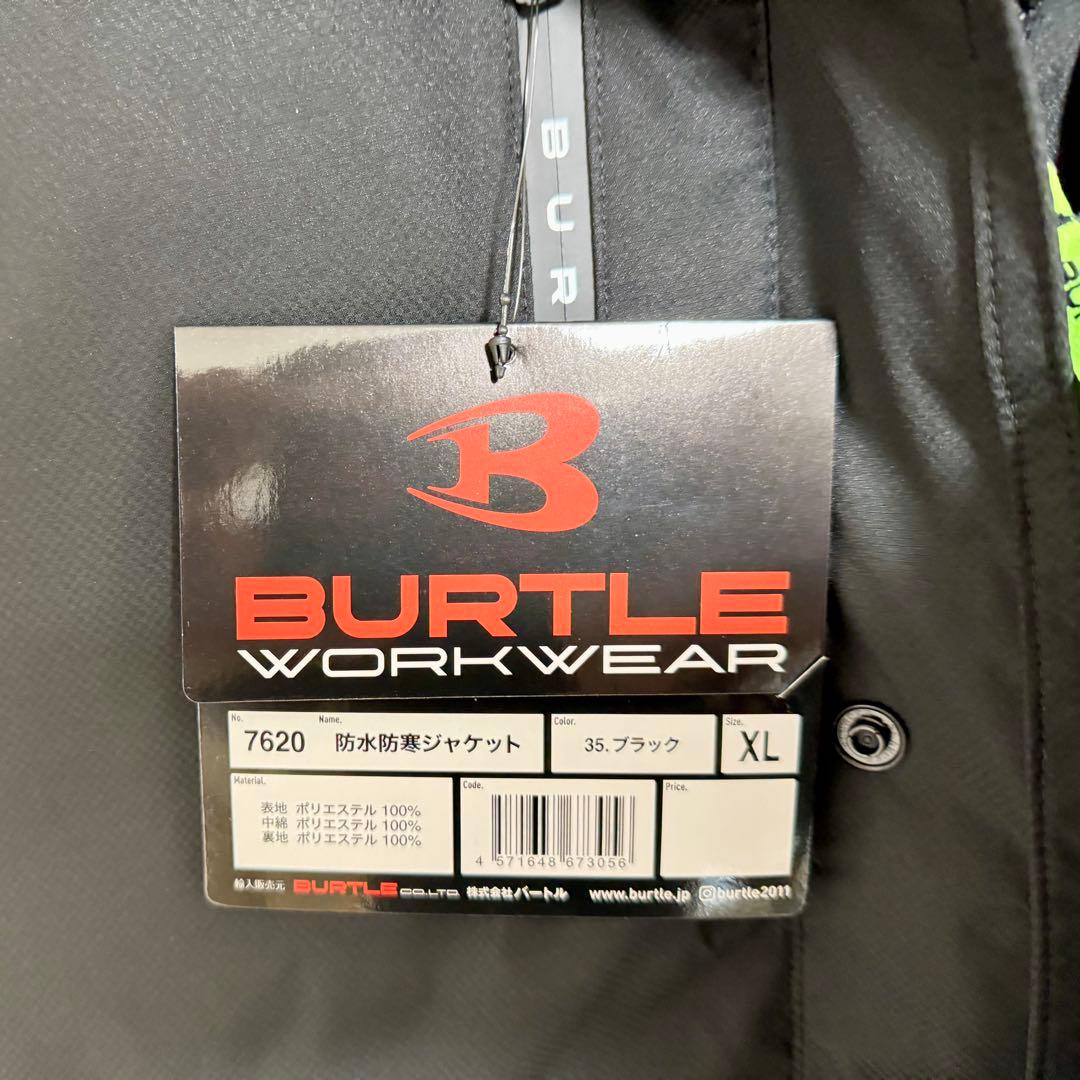 BUR
B
BURTLE
WORKWEAR
No. Name. Color. Size.
7620 防水防寒ジャケット 35.ブラック XL
Material. Code. Price.
表地 ポリエステル 100%
中綿 ポリエステル 100%
裏地 ポリエステル 100%
4 571648 673056
輸入販売元 BURTLE CO.,LTD. 株式会社バートル www.burtle.jp burtle2011